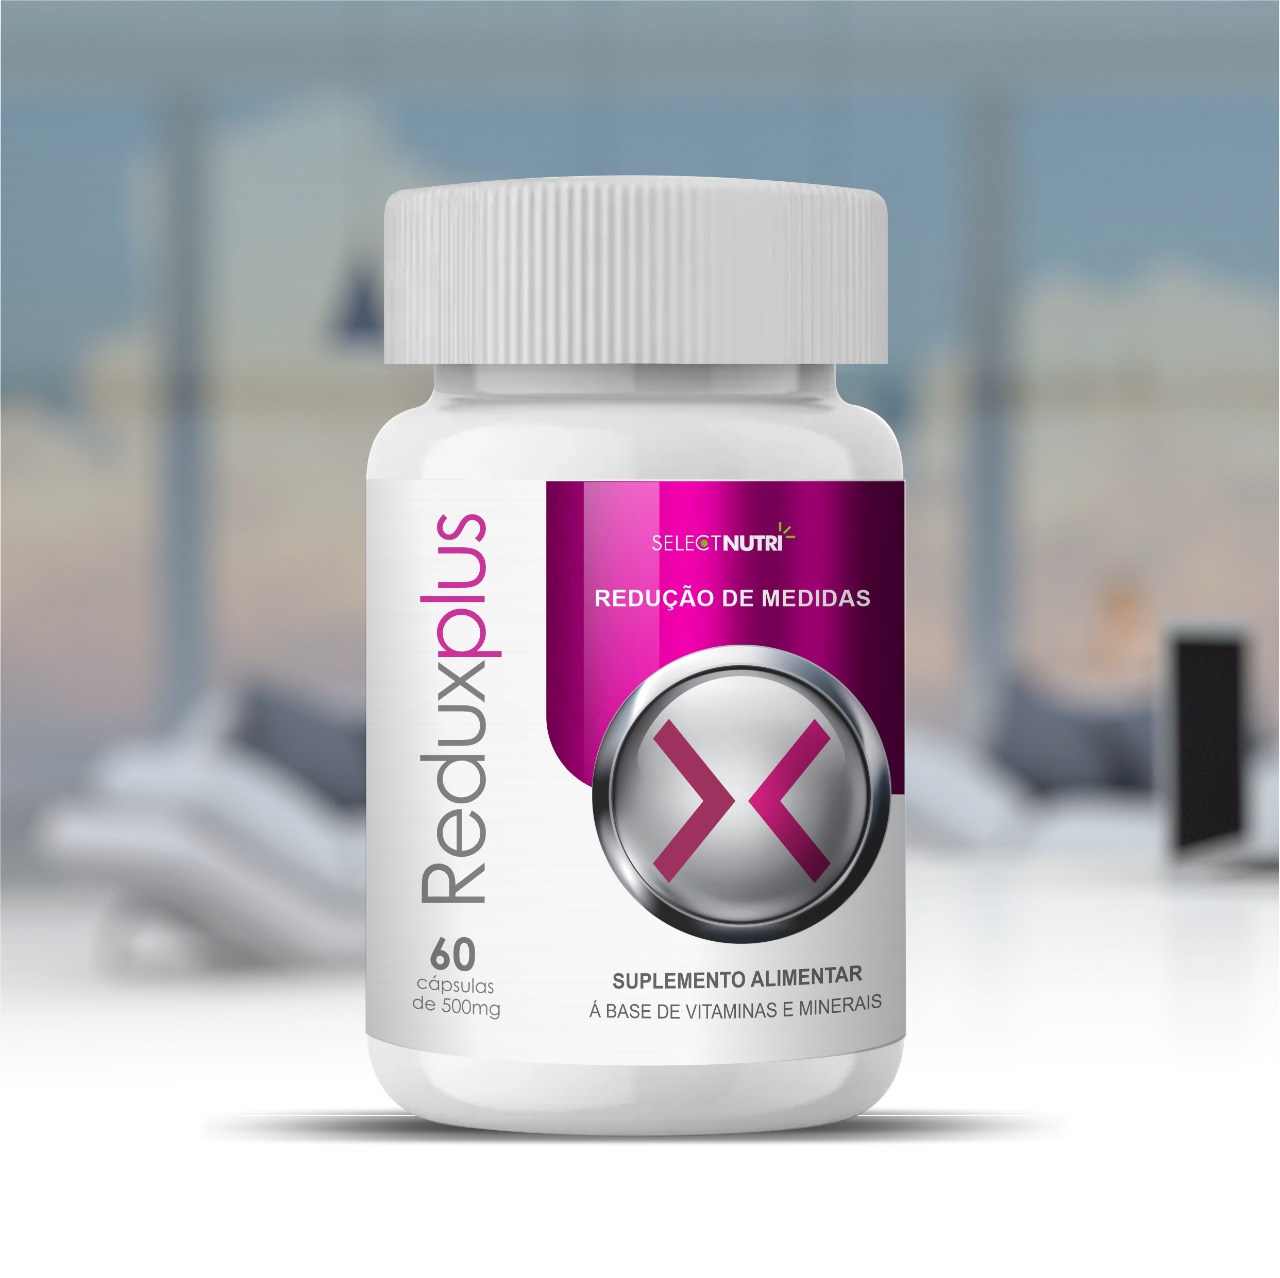 Reduxplus
60
cápsulas
de 500mg
SELECTNUTRI
REDUÇÃO DE MEDIDAS
SUPLEMENTO ALIMENTAR
Á BASE DE VITAMINAS E MINERAIS